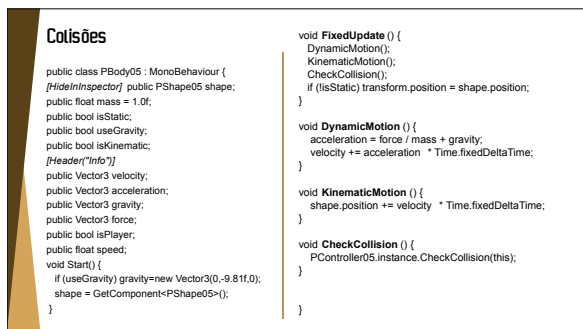 Colisões
public class PBody05 : MonoBehaviour {
[HideInInspector] public PShape05 shape;
public float mass = 1.0f;
public bool isStatic;
public bool useGravity;
public bool isKinematic;
[Header("Info")]
public Vector3 velocity;
public Vector3 acceleration;
public Vector3 gravity;
public Vector3 force;
public bool isPlayer;
public float speed;
void Start() {
if (useGravity) gravity=new Vector3(0,-9.81f,0);
shape = GetComponent<PShape05>();
}
void FixedUpdate () {
DynamicMotion();
KinematicMotion();
CheckCollision();
if (!isStatic) transform.position = shape.position;
}
void DynamicMotion () {
acceleration = force / mass + gravity;
velocity += acceleration * Time.fixedDeltaTime;
}
void KinematicMotion () {
shape.position += velocity * Time.fixedDeltaTime;
}
void CheckCollision () {
PController05.instance.CheckCollision(this);
}
}